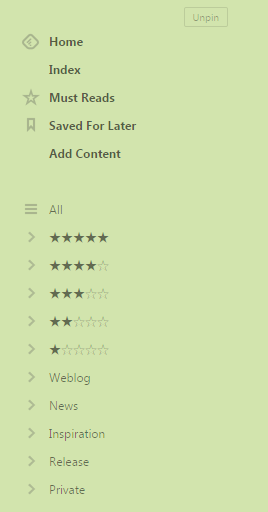 Unpin
Home
Index
Must Reads
Saved For Later
Add Content
All
★★★★★
★★★★☆
★★★☆☆
★★☆☆☆
★☆☆☆☆
Weblog
News
Inspiration
Release
Private